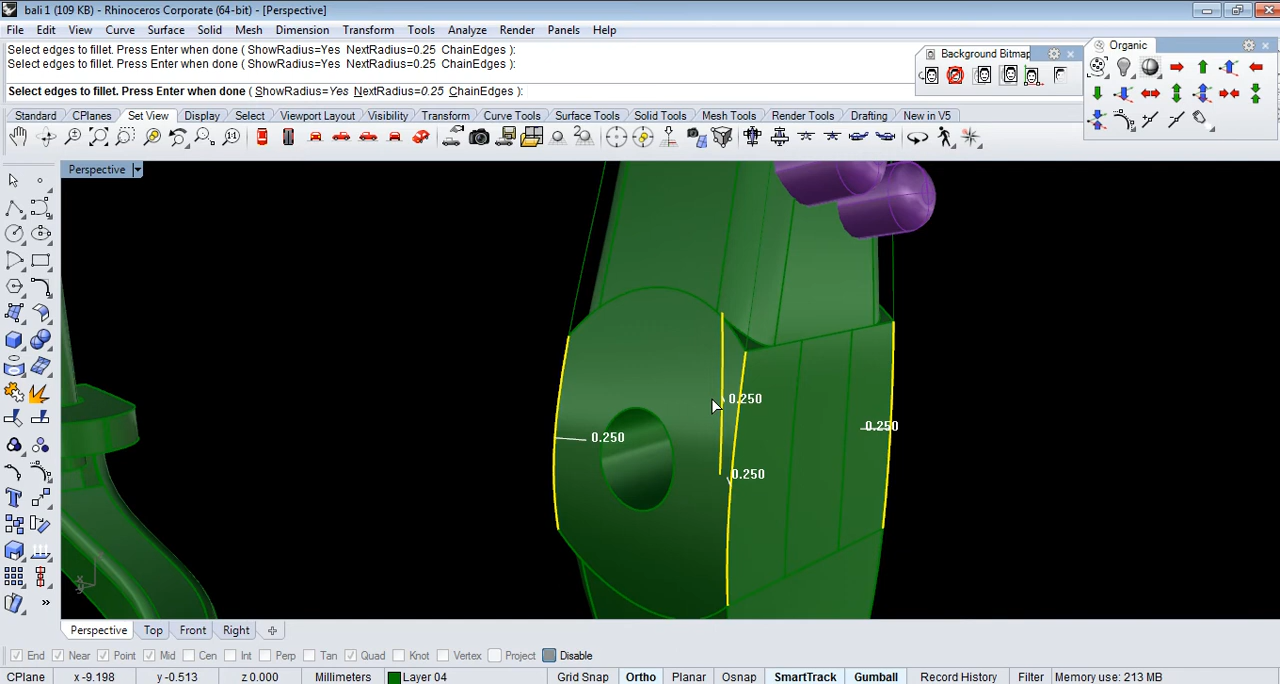 bali 1 (109 KB) - Rhinoceros Corporate (64-bit) - [Perspective]
File Edit View Curve Surface Solid Mesh Dimension Transform Tools Analyze Render Panels Help
Select edges to fillet. Press Enter when done ( ShowRadius=Yes NextRadius=0.25 ChainEdges ):
Select edges to fillet. Press Enter when done ( ShowRadius=Yes NextRadius=0.25 ChainEdges ):
Select edges to fillet. Press Enter when done ( ShowRadius=Yes NextRadius=0.25 ChainEdges ):
Background Bitmap
Organic
Standard CPlanes Set View Display Select Viewport Layout Visibility Transform Curve Tools Surface Tools Solid Tools Mesh Tools Render Tools Drafting New in V5
Perspective
0.250
0.250
0.250
0.250
Perspective Top Front Right
End Near Point Mid Cen Int Perp Tan Quad Knot Vertex Project Disable
CPlane x -9.198 y -0.513 z 0.000 Millimeters Layer 04 Grid Snap Ortho Planar Osnap SmartTrack Gumball Record History Filter Memory use: 213 MB